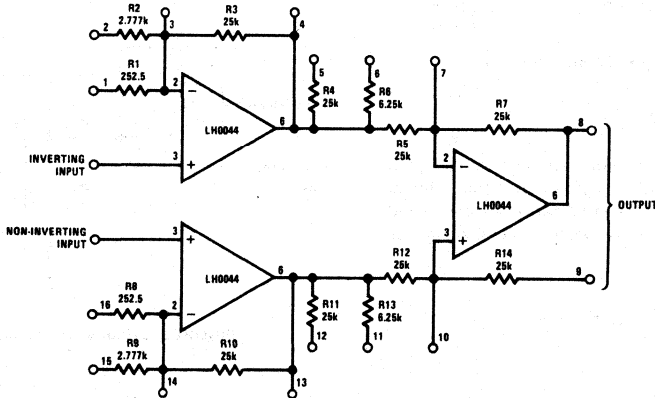 R2
2.777k
2
3
R3
25k
4
R1
252.5
1
2
−
LH0044
6
3
+
INVERTING
INPUT
5
R4
25k
6
R6
6.25k
R5
25k
7
R7
25k
8
2
−
LH0044
6
3
+
OUTPUT
NON-INVERTING
INPUT
3
+
LH0044
6
2
−
R8
252.5
16
R9
2.777k
15
14
R10
25k
13
R11
25k
12
R13
6.25k
11
R12
25k
10
R14
25k
9